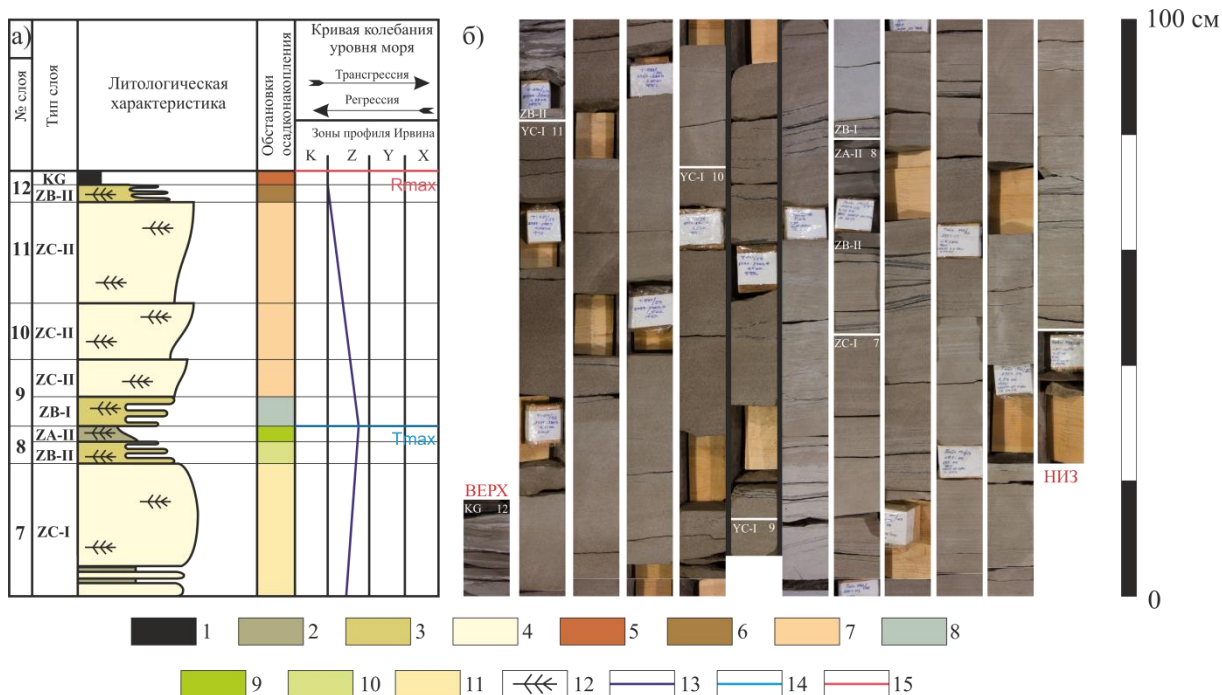 а)
№ слоя
Тип слоя
Литологическая
характеристика
Обстановки
осадконакопления
Кривая колебания
уровня моря
Трансгрессия
Регрессия
Зоны профиля Ирвина
K Z Y X
12
KG
Rmax
ZB-II
11
ZC-II
10
ZC-II
9
ZC-II
ZB-I
Tmax
8
ZA-II
ZB-II
7
ZC-I
б)
ВЕРХ
KG 12
ZB-II
YC-I 11
YC-I 10
YC-I 9
ZB-I
ZA-II 8
ZB-II
ZC-I 7
НИЗ
100 см
0
1 2 3 4 5 6 7 8
9 10 11 12 13 14 15